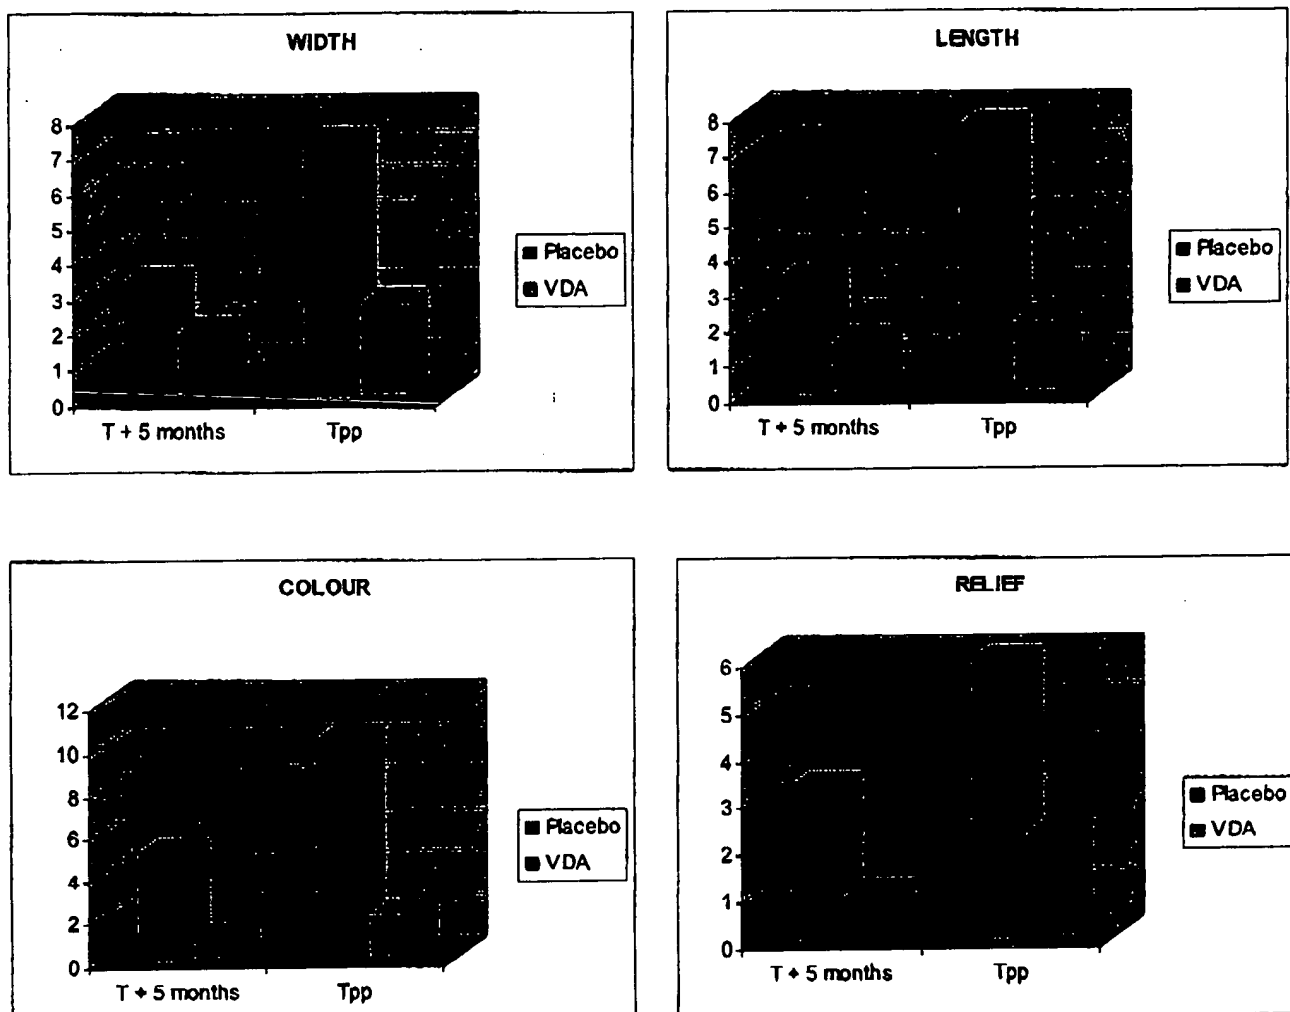 WIDTH
8
7
6
5
4
3
2
1
0
T + 5 months
Tpp
Placebo
VDA
LENGTH
8
7
6
5
4
3
2
1
0
T + 5 months
Tpp
Placebo
VDA
COLOUR
12
10
8
6
4
2
0
T + 5 months
Tpp
Placebo
VDA
RELIEF
6
5
4
3
2
1
0
T + 5 months
Tpp
Placebo
VDA